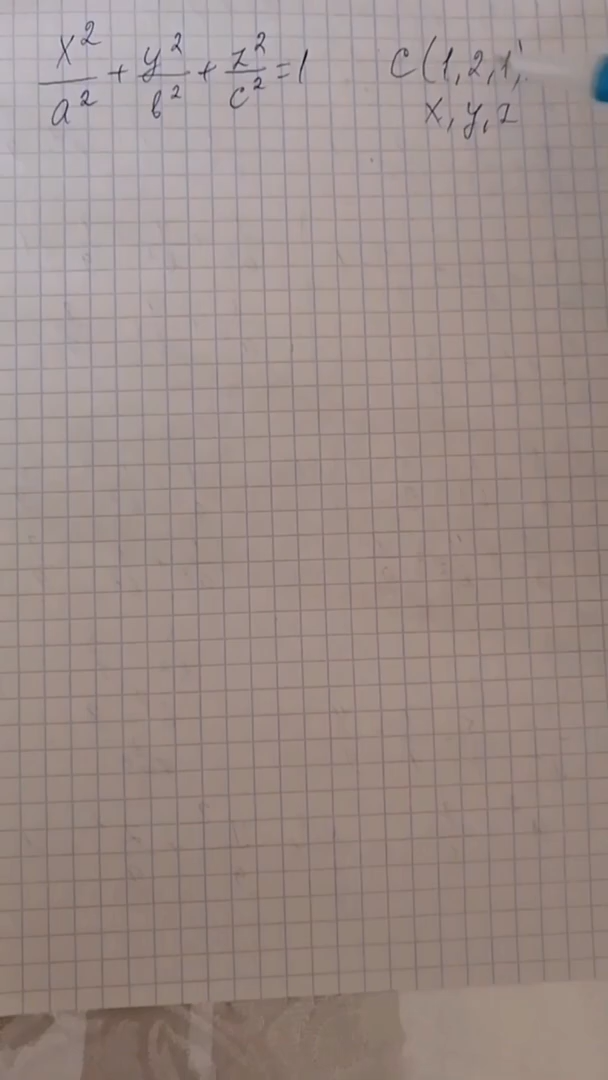 x²/a² + y²/b² + z²/c² = 1
C(1,2,1,
x, y, z